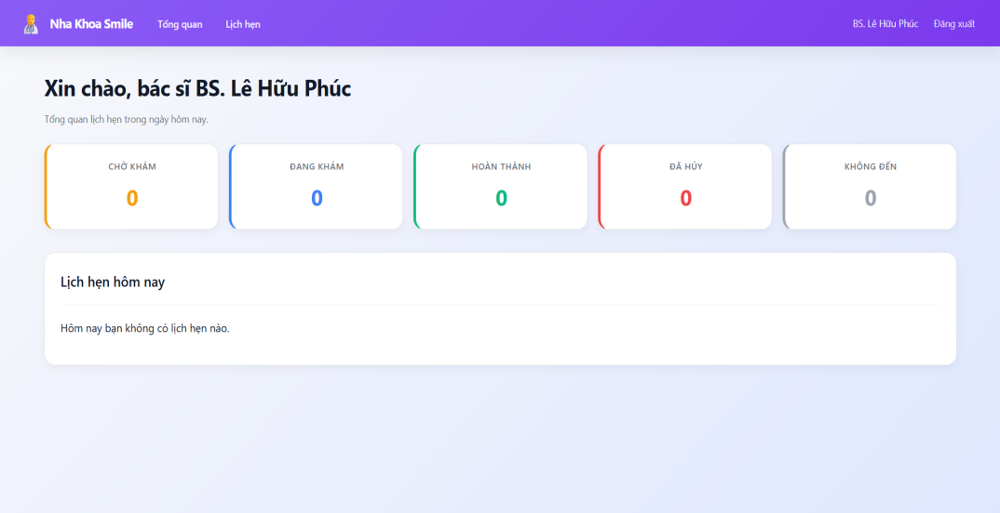 Nha Khoa Smile Tổng quan Lịch hẹn BS. Lê Hữu Phúc Đăng xuất
Xin chào, bác sĩ BS. Lê Hữu Phúc
Tổng quan lịch hẹn trong ngày hôm nay.
CHỜ KHÁM ĐANG KHÁM HOÀN THÀNH ĐÃ HỦY KHÔNG ĐẾN
0 0 0 0 0
Lịch hẹn hôm nay
Hôm nay bạn không có lịch hẹn nào.